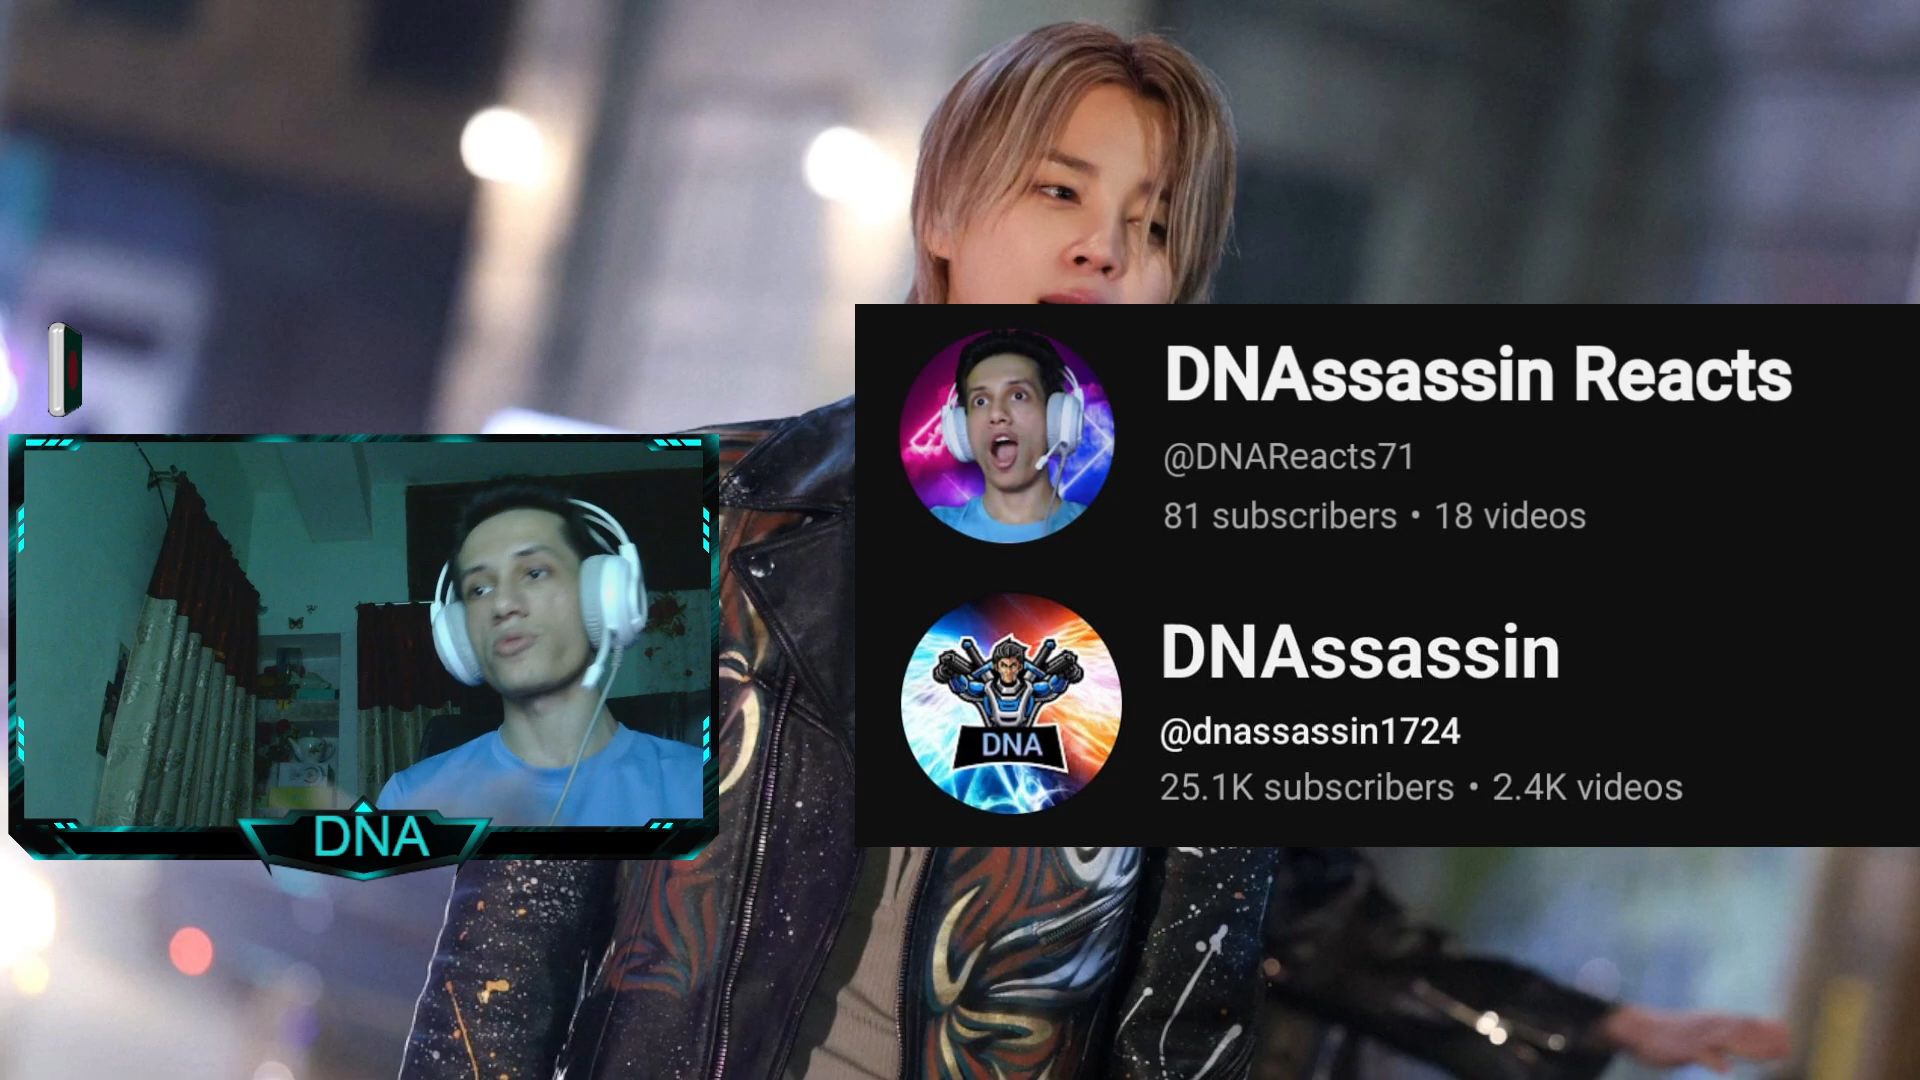 DNAssassin Reacts
@DNAReacts71
81 subscribers • 18 videos
DNA
DNAssassin
@dnassassin1724
25.1K subscribers • 2.4K videos
DNA